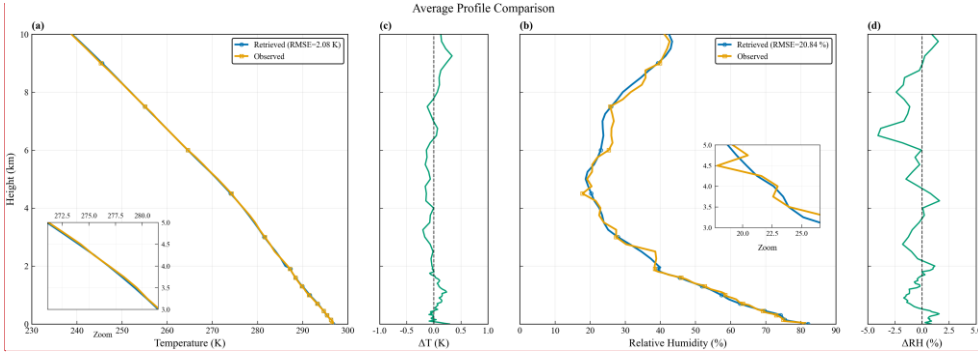 Average Profile Comparison
(a)
(c)
(b)
(d)
Retrieved (RMSE=2.08 K)
Observed
Retrieved (RMSE=20.84 %)
Observed
Height (km)
10
8
6
4
2
0
272.5 275.0 277.5 280.0
5.0
4.5
4.0
3.5
3.0
Zoom
5.0
4.5
4.0
3.5
3.0
20.0 22.5 25.0
Zoom
230 240 250 260 270 280 290 300
Temperature (K)
-1.0 -0.5 0.0 0.5 1.0
ΔT (K)
0 10 20 30 40 50 60 70 80 90
Relative Humidity (%)
-5.0 -2.5 0.0 2.5 5.0
ΔRH (%)